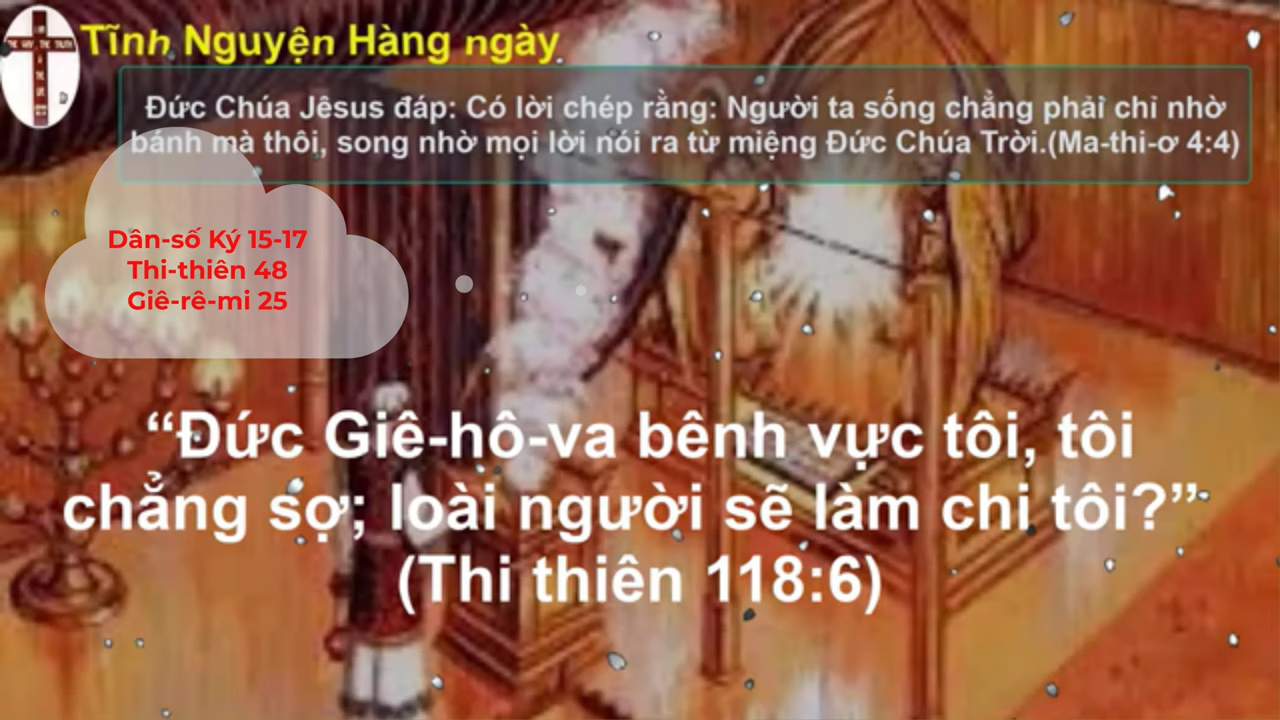 Tĩnh Nguyện Hàng ngày
Đức Chúa Jêsus đáp: Có lời chép rằng: Người ta sống chẳng phải chỉ nhờ
bánh mà thôi, song nhờ mọi lời nói ra từ miệng Đức Chúa Trời.(Ma-thi-ơ 4:4)
Dân-số Ký 15-17
Thi-thiên 48
Giê-rê-mi 25
“Đức Giê-hô-va bênh vực tôi, tôi
chẳng sợ; loài người sẽ làm chi tôi?”
(Thi thiên 118:6)